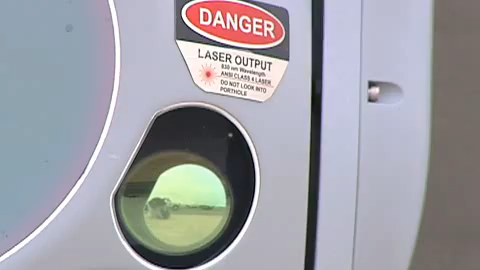 DANGER
LASER OUTPUT
830 nm Wavelength
ANSI CLASS 4 LASER
DO NOT LOOK INTO
PORTHOLE